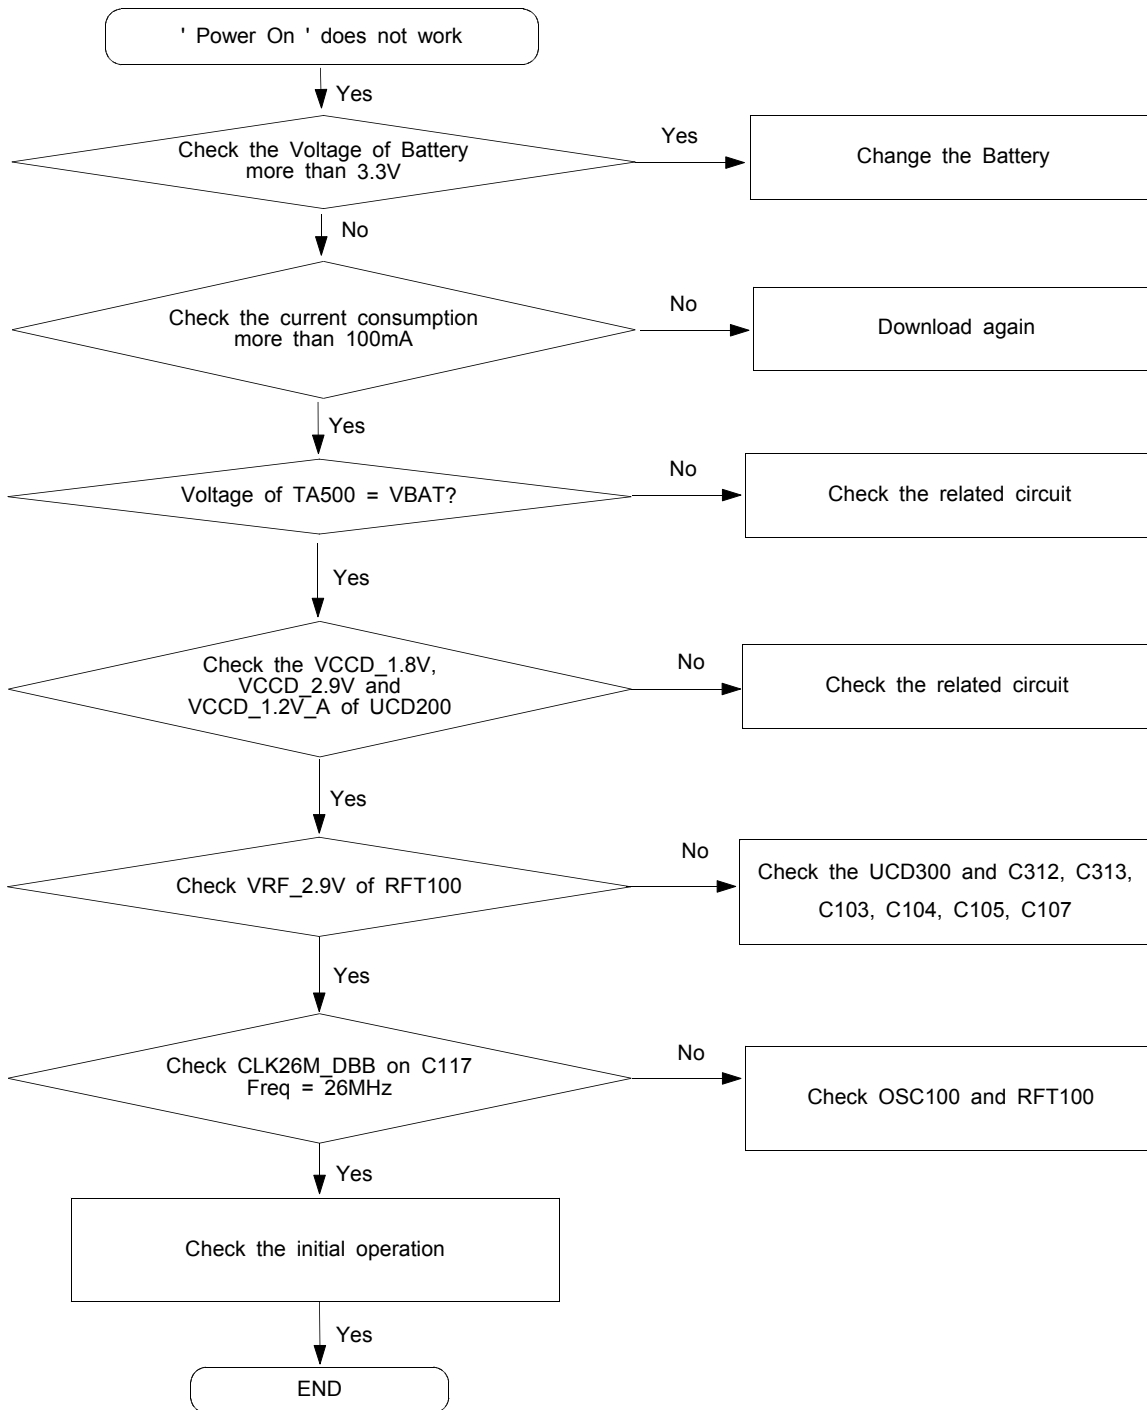 ' Power On ' does not work
Yes
Check the Voltage of Battery
more than 3.3V
Yes
Change the Battery
No
Check the current consumption
more than 100mA
No
Download again
Yes
Voltage of TA500 = VBAT?
No
Check the related circuit
Yes
Check the VCCD_1.8V,
VCCD_2.9V and
VCCD_1.2V_A of UCD200
No
Check the related circuit
Yes
Check VRF_2.9V of RFT100
No
Check the UCD300 and C312, C313,
C103, C104, C105, C107
Yes
Check CLK26M_DBB on C117
Freq = 26MHz
No
Check OSC100 and RFT100
Yes
Check the initial operation
Yes
END